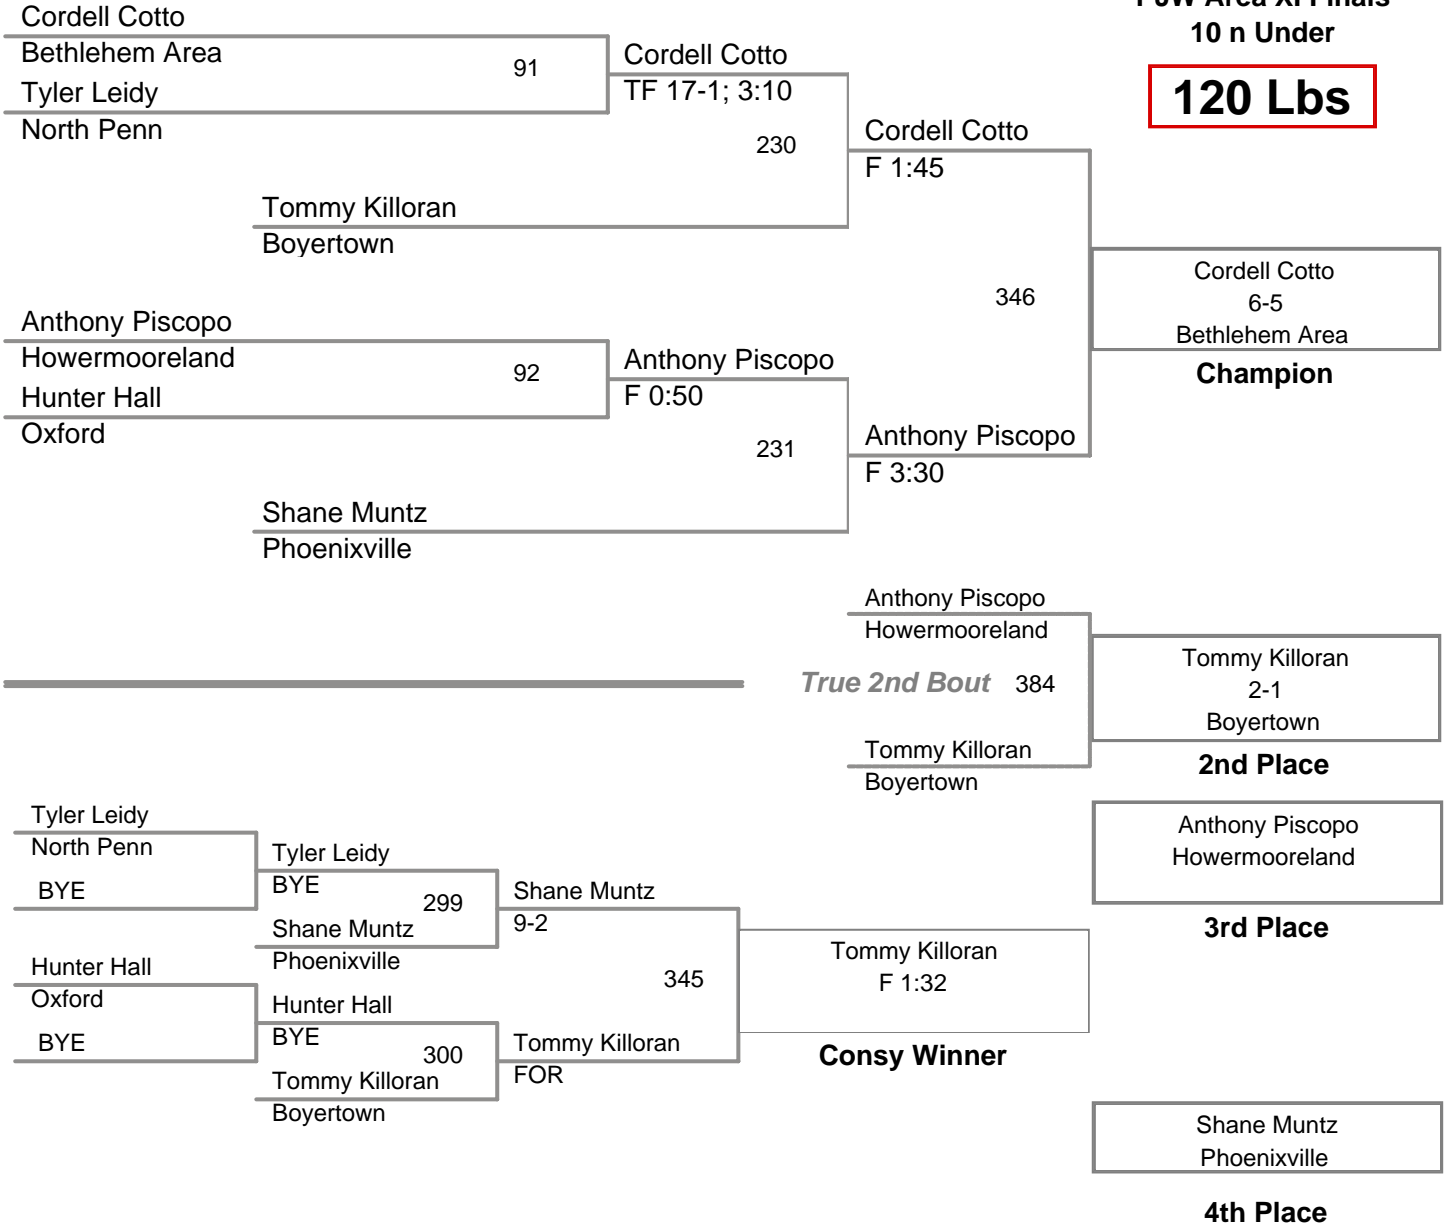 PJW Area XI Finals
10 n Under
120 Lbs
Cordell Cotto
Bethlehem Area
91
Tyler Leidy
North Penn
Cordell Cotto
TF 17-1; 3:10
230
Tommy Killoran
Boyertown
Cordell Cotto
F 1:45
Anthony Piscopo
Howermooreland
92
Hunter Hall
Oxford
Anthony Piscopo
F 0:50
231
Shane Muntz
Phoenixville
Anthony Piscopo
F 3:30
346
Cordell Cotto
6-5
Bethlehem Area
Champion
Anthony Piscopo
Howermooreland
True 2nd Bout 384
Tommy Killoran
Boyertown
Tommy Killoran
2-1
Boyertown
2nd Place
Tyler Leidy
North Penn
BYE
Tyler Leidy
BYE
299
Shane Muntz
Phoenixville
Shane Muntz
9-2
Hunter Hall
Oxford
BYE
Hunter Hall
BYE
300
Tommy Killoran
Boyertown
Tommy Killoran
FOR
345
Tommy Killoran
F 1:32
Consy Winner
Anthony Piscopo
Howermooreland
3rd Place
Shane Muntz
Phoenixville
4th Place